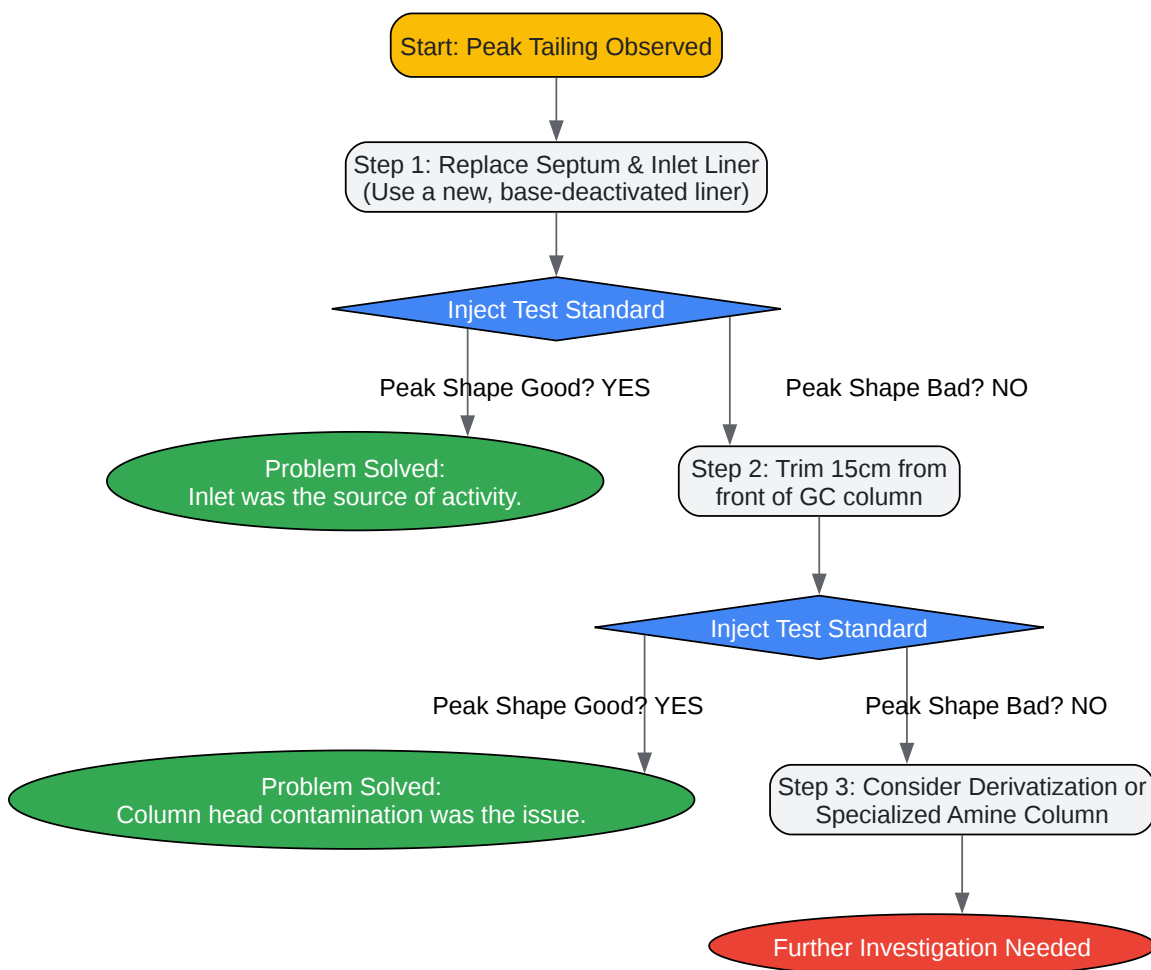 Start: Peak Tailing Observed
Step 1: Replace Septum & Inlet Liner
(Use a new, base-deactivated liner)
Inject Test Standard
Peak Shape Good? YES
Peak Shape Bad? NO
Problem Solved:
Inlet was the source of activity.
Step 2: Trim 15cm from
front of GC column
Inject Test Standard
Peak Shape Good? YES
Peak Shape Bad? NO
Problem Solved:
Column head contamination was the issue.
Step 3: Consider Derivatization or
Specialized Amine Column
Further Investigation Needed